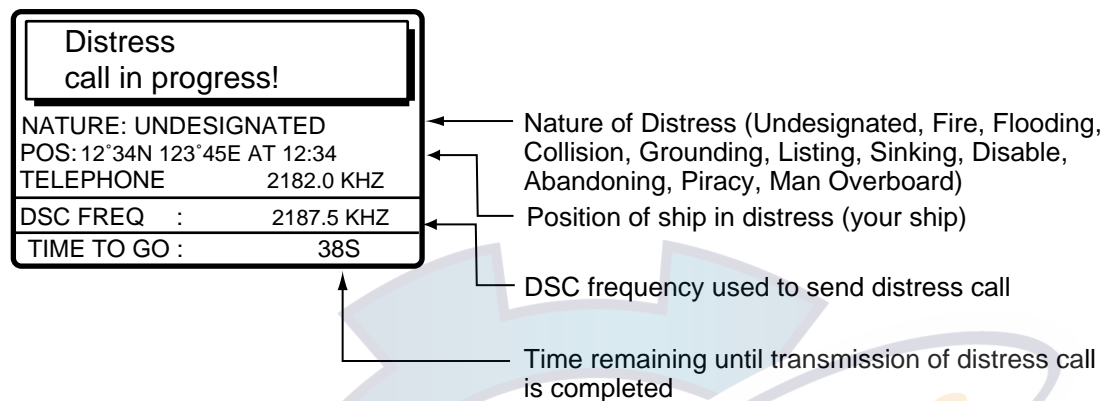 Distress
call in progress!
NATURE: UNDESIGNATED
POS: 12˚34N 123˚45E AT 12:34
TELEPHONE 2182.0 KHZ
DSC FREQ : 2187.5 KHZ
TIME TO GO : 38S
Nature of Distress (Undesignated, Fire, Flooding,
Collision, Grounding, Listing, Sinking, Disable,
Abandoning, Piracy, Man Overboard)
Position of ship in distress (your ship)
DSC frequency used to send distress call
Time remaining until transmission of distress call
is completed